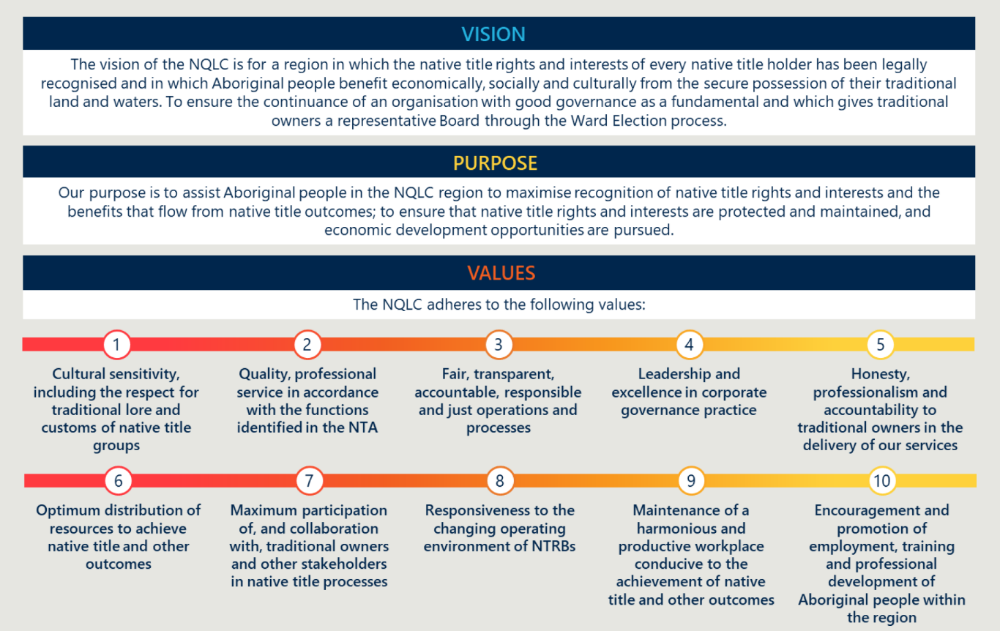 VISION
The vision of the NQLC is for a region in which the native title rights and interests of every native title holder has been legally
recognised and in which Aboriginal people benefit economically, socially and culturally from the secure possession of their traditional
land and waters. To ensure the continuance of an organisation with good governance as a fundamental and which gives traditional
owners a representative Board through the Ward Election process.
PURPOSE
Our purpose is to assist Aboriginal people in the NQLC region to maximise recognition of native title rights and interests and the
benefits that flow from native title outcomes; to ensure that native title rights and interests are protected and maintained, and
economic development opportunities are pursued.
VALUES
The NQLC adheres to the following values:
1
Cultural sensitivity,
including the respect for
traditional lore and
customs of native title
groups
2
Quality, professional
service in accordance
with the functions
identified in the NTA
3
Fair, transparent,
accountable, responsible
and just operations and
processes
4
Leadership and
excellence in corporate
governance practice
5
Honesty,
professionalism and
accountability to
traditional owners in the
delivery of our services
6
Optimum distribution of
resources to achieve
native title and other
outcomes
7
Maximum participation
of, and collaboration
with, traditional owners
and other stakeholders
in native title processes
8
Responsiveness to the
changing operating
environment of NTRBs
9
Maintenance of a
harmonious and
productive workplace
conducive to the
achievement of native
title and other outcomes
10
Encouragement and
promotion of
employment, training
and professional
development of
Aboriginal people within
the region